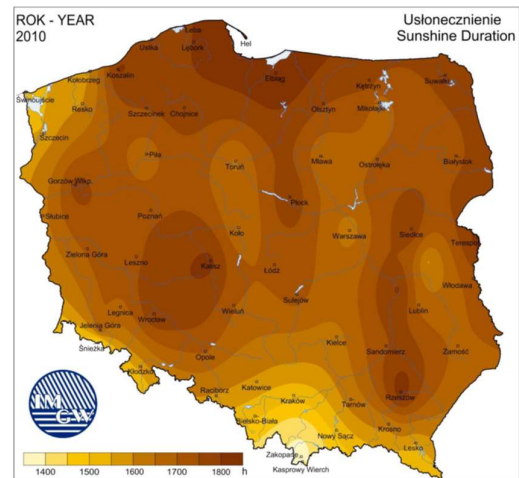 ROK - YEAR
2010
Usłonecznienie
Sunshine Duration
Łeba
Hel
Ustka
Lębork
Kołobrzeg
Koszalin
Elbląg
Kętrzyn
Suwałki
Świnoujście
Resko
Szczecinek
Chojnice
Olsztyn
Mikołajki
Szczecin
Piła
Toruń
Mława
Ostrołęka
Białystok
Gorzów Wlkp.
Płock
Słubice
Poznań
Koło
Warszawa
Siedlce
Terespol
Zielona Góra
Leszno
Kalisz
Łódź
Włodawa
Sulejów
Legnica
Wrocław
Wieluń
Lublin
Jelenia Góra
Śnieżka
Kielce
Sandomierz
Zamość
Opole
Kłodzko
Racibórz
Katowice
Kraków
Tarnów
Rzeszów
Bielsko-Biała
Nowy Sącz
Krosno
Lesko
Zakopane
Kasprowy Wierch
IM
GW
1400 1500 1600 1700 1800 h